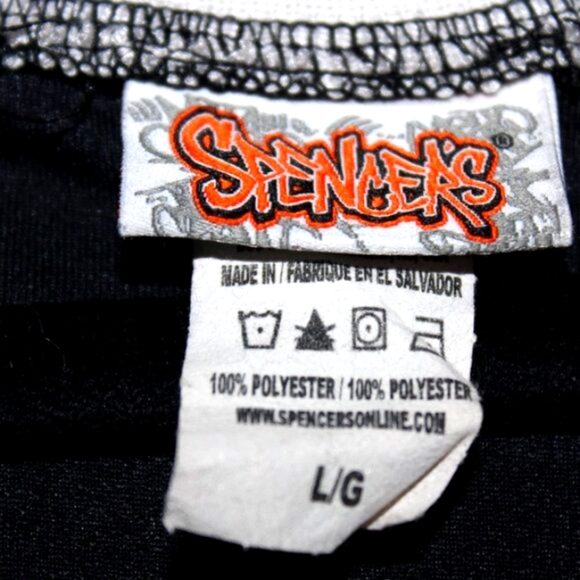 SPENCER'S®
MADE IN / FABRIQUE EN EL SALVADOR
100% POLYESTER / 100% POLYESTER
WWW.SPENCERSONLINE.COM
L/G